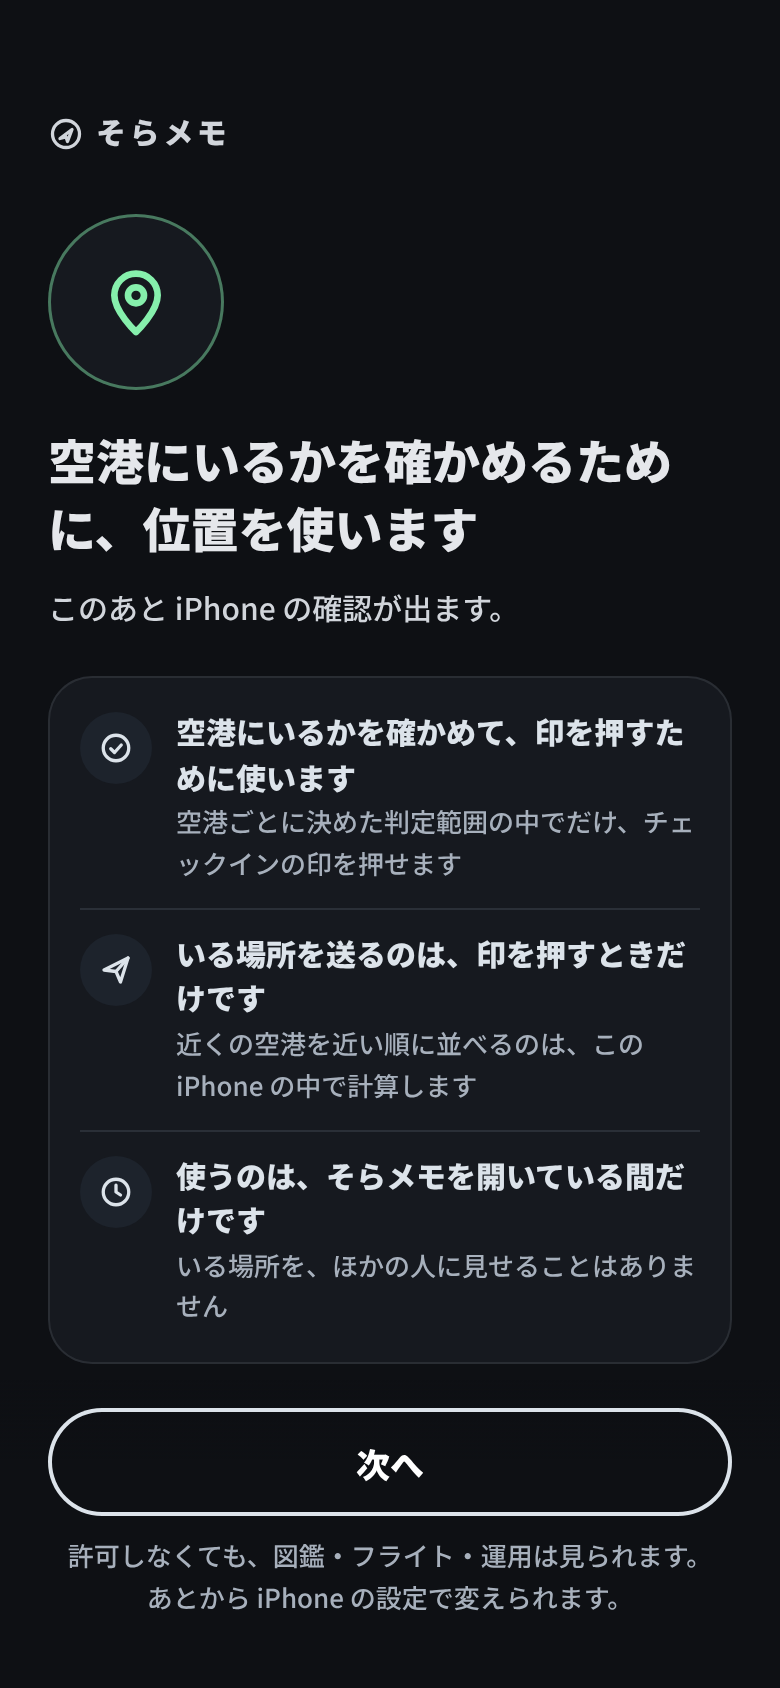 そらメモ
空港にいるかを確かめるため
に、位置を使います
このあと iPhone の確認が出ます。
空港にいるかを確かめて、印を押すた
めに使います
空港ごとに決めた判定範囲の中でだけ、チェ
ックインの印を押せます
いる場所を送るのは、印を押すときだ
けです
近くの空港を近い順に並べるのは、この
iPhone の中で計算します
使うのは、そらメモを開いている間だ
けです
いる場所を、ほかの人に見せることはありま
せん
次へ
許可しなくても、図鑑・フライト・運用は見られます。
あとから iPhone の設定で変えられます。